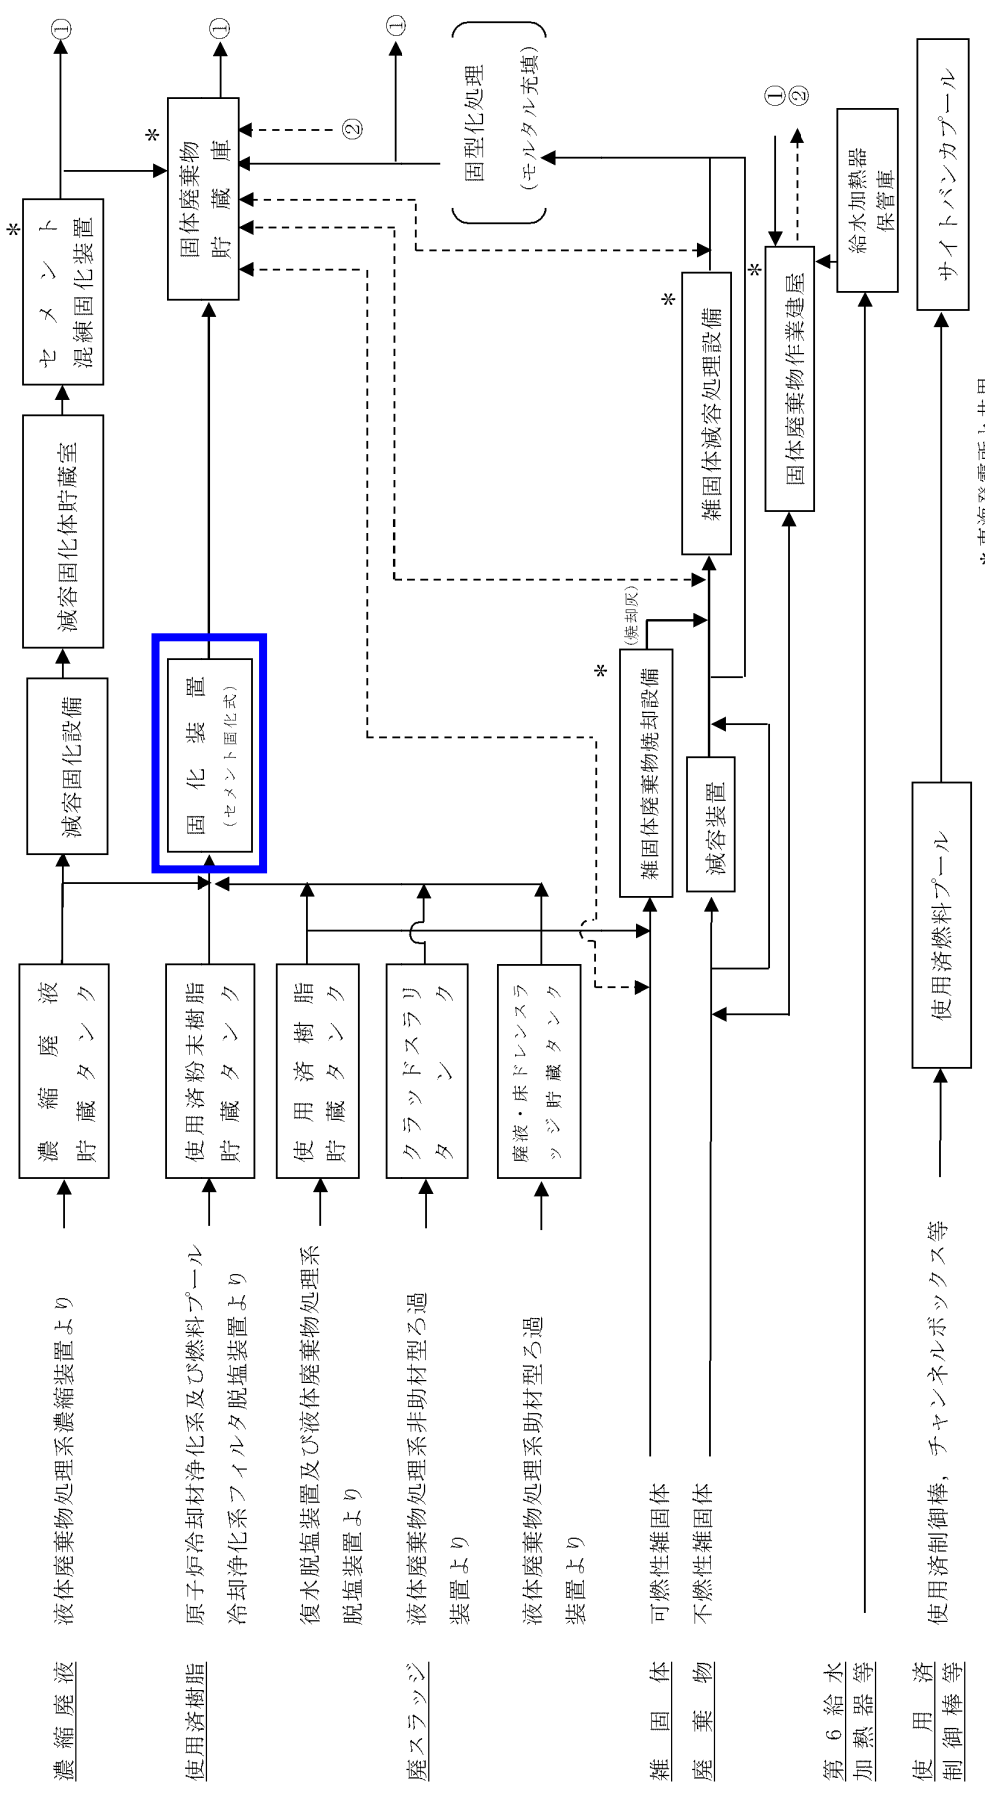 濃縮廃液
液体廃棄物処理系濃縮装置より
濃縮廃液
貯蔵タンク
減容固化設備
減容固化体貯蔵室
セメント
混練固化装置
*
①
使用済樹脂
原子炉冷却材浄化系及び燃料プール
冷却浄化系フィルタ脱塩装置より
使用済粉末樹脂
貯蔵タンク
固化装置
(セメント固化式)
固体廃棄物
貯蔵庫
*
①
②
復水脱塩装置及び液体廃棄物処理系
脱塩装置より
使用済樹脂
貯蔵タンク
①
廃スラッジ
液体廃棄物処理系非助材型ろ過
装置より
クラッドスラリ
タンク
固型化処理
(モルタル充填)
液体廃棄物処理系助材型ろ過
装置より
廃液・床ドレンスラ
ッジ貯蔵タンク
雑固体
廃棄物
可燃性雑固体
不燃性雑固体
雑固体廃棄物焼却設備
*
(焼却灰)
減容装置
雑固体減容処理設備
*
固体廃棄物作業建屋
*
①
②
第6給水
加熱器等
給水加熱器
保管庫
使用済
制御棒等
使用済制御棒，チャンネルボックス等
使用済燃料プール
サイトバンカプール